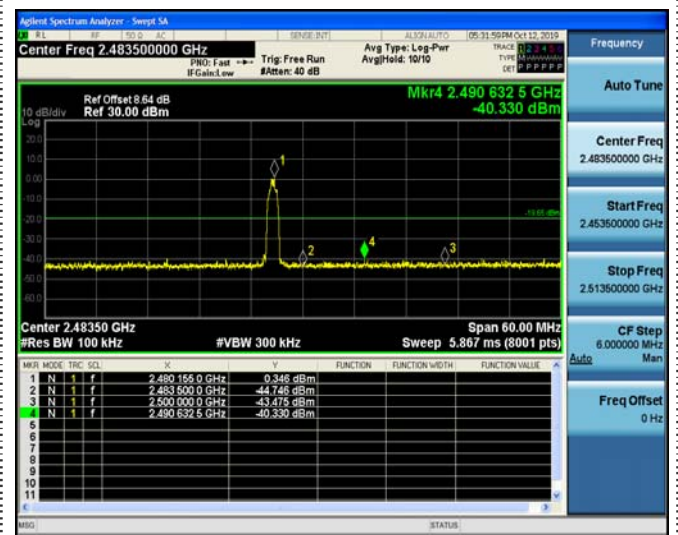 Agilent Spectrum Analyzer - Swept SA
RL RF 50 Ω AC SENSE:INT ALIGN AUTO 05:31:59 PM Oct 12, 2019
Center Freq 2.483500000 GHz
PNO: Fast
IFGain:Low
Trig: Free Run
#Atten: 40 dB
Avg Type: Log-Pwr
Avg|Hold: 10/10
TRACE 1 2 3 4 5 6
TYPE
DET P P P P P P
Mkr4 2.490 632 5 GHz
-40.330 dBm
Ref Offset 8.64 dB
Ref 30.00 dBm
10 dB/div
Log
20.0
10.0
0.00
-10.0
-20.0
-30.0
-40.0
-50.0
-60.0
1
2
4
3
Center 2.48350 GHz
Span 60.00 MHz
#Res BW 100 kHz
#VBW 300 kHz
Sweep 5.867 ms (8001 pts)
MKR MODE TRC SCL X Y FUNCTION FUNCTION WIDTH FUNCTION VALUE
1 N 1 f 2.480 155 0 GHz 0.346 dBm
2 N 1 f 2.483 500 0 GHz -44.746 dBm
3 N 1 f 2.500 000 0 GHz -43.475 dBm
4 N 1 f 2.490 632 5 GHz -40.330 dBm
5
6
7
8
9
10
11
MSG
STATUS
Frequency
Auto Tune
Center Freq
2.483500000 GHz
Start Freq
2.453500000 GHz
Stop Freq
2.513500000 GHz
CF Step
6.000000 MHz
Auto Man
Freq Offset
0 Hz